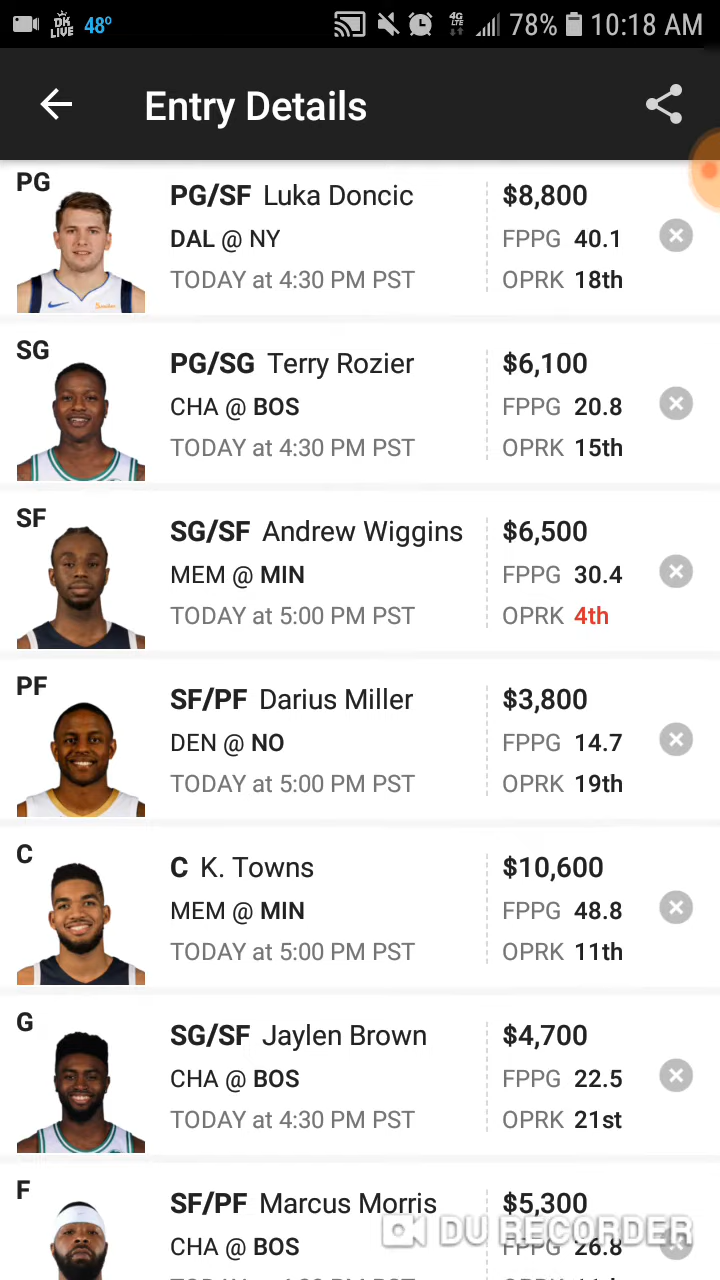 DK LIVE 48° 4G LTE 78% 10:18 AM
Entry Details
PG
PG/SF Luka Doncic $8,800
DAL @ NY FPPG 40.1
TODAY at 4:30 PM PST OPRK 18th
SG
PG/SG Terry Rozier $6,100
CHA @ BOS FPPG 20.8
TODAY at 4:30 PM PST OPRK 15th
SF
SG/SF Andrew Wiggins $6,500
MEM @ MIN FPPG 30.4
TODAY at 5:00 PM PST OPRK 4th
PF
SF/PF Darius Miller $3,800
DEN @ NO FPPG 14.7
TODAY at 5:00 PM PST OPRK 19th
C
C K. Towns $10,600
MEM @ MIN FPPG 48.8
TODAY at 5:00 PM PST OPRK 11th
G
SG/SF Jaylen Brown $4,700
CHA @ BOS FPPG 22.5
TODAY at 4:30 PM PST OPRK 21st
F
SF/PF Marcus Morris $5,300
DU RECORDER
CHA @ BOS FPPG 26.8